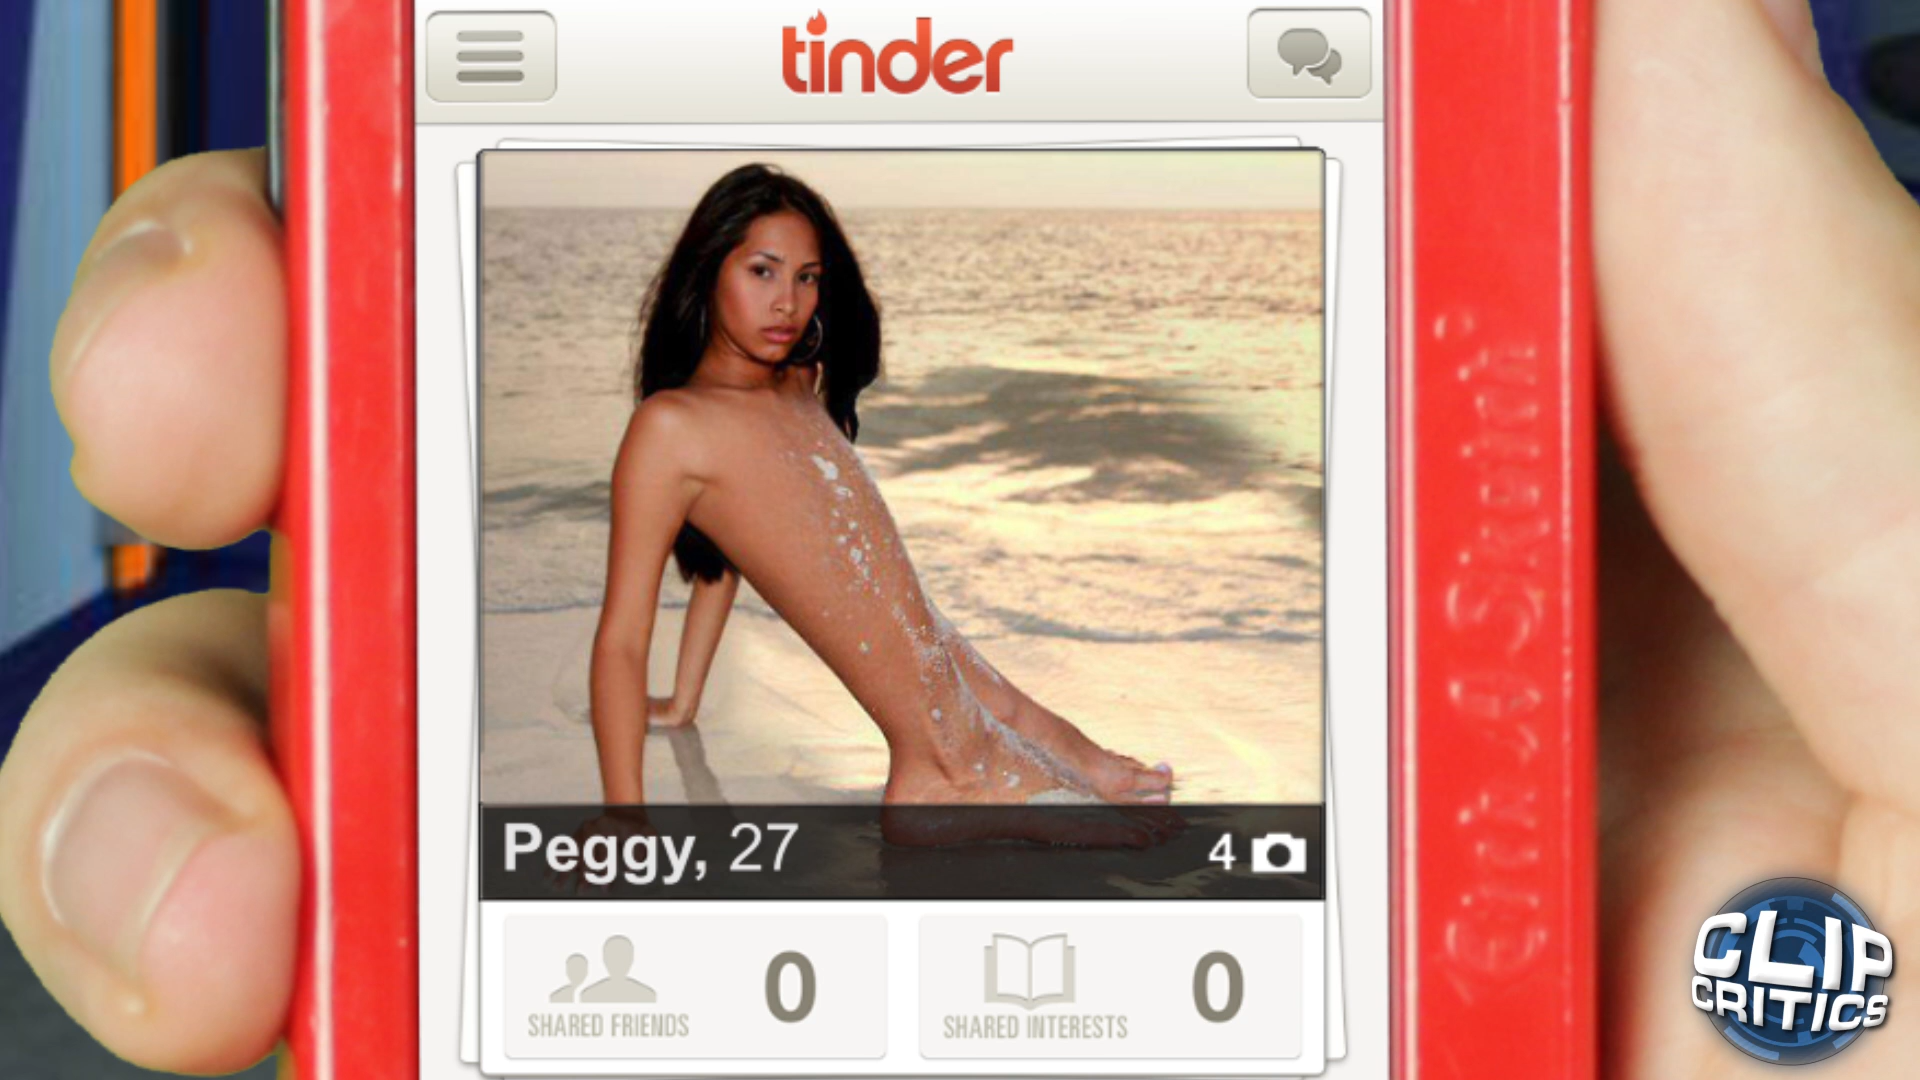 tinder
Peggy, 27
4
0
SHARED FRIENDS
0
SHARED INTERESTS
CLIP
CRITICS